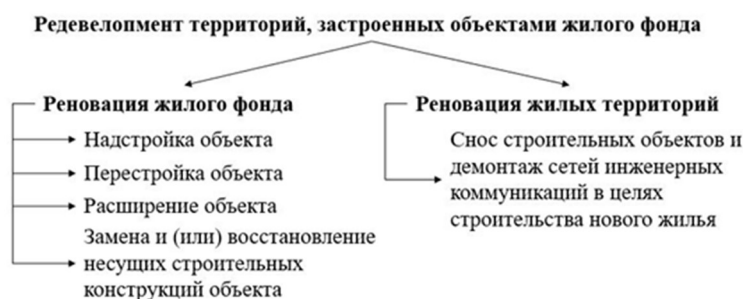 Редевелопмент территорий, застроенных объектами жилого фонда
Реновация жилого фонда
Надстройка объекта
Перестройка объекта
Расширение объекта
Замена и (или) восстановление
несущих строительных
конструкций объекта
Реновация жилых территорий
Снос строительных объектов и
демонтаж сетей инженерных
коммуникаций в целях
строительства нового жилья